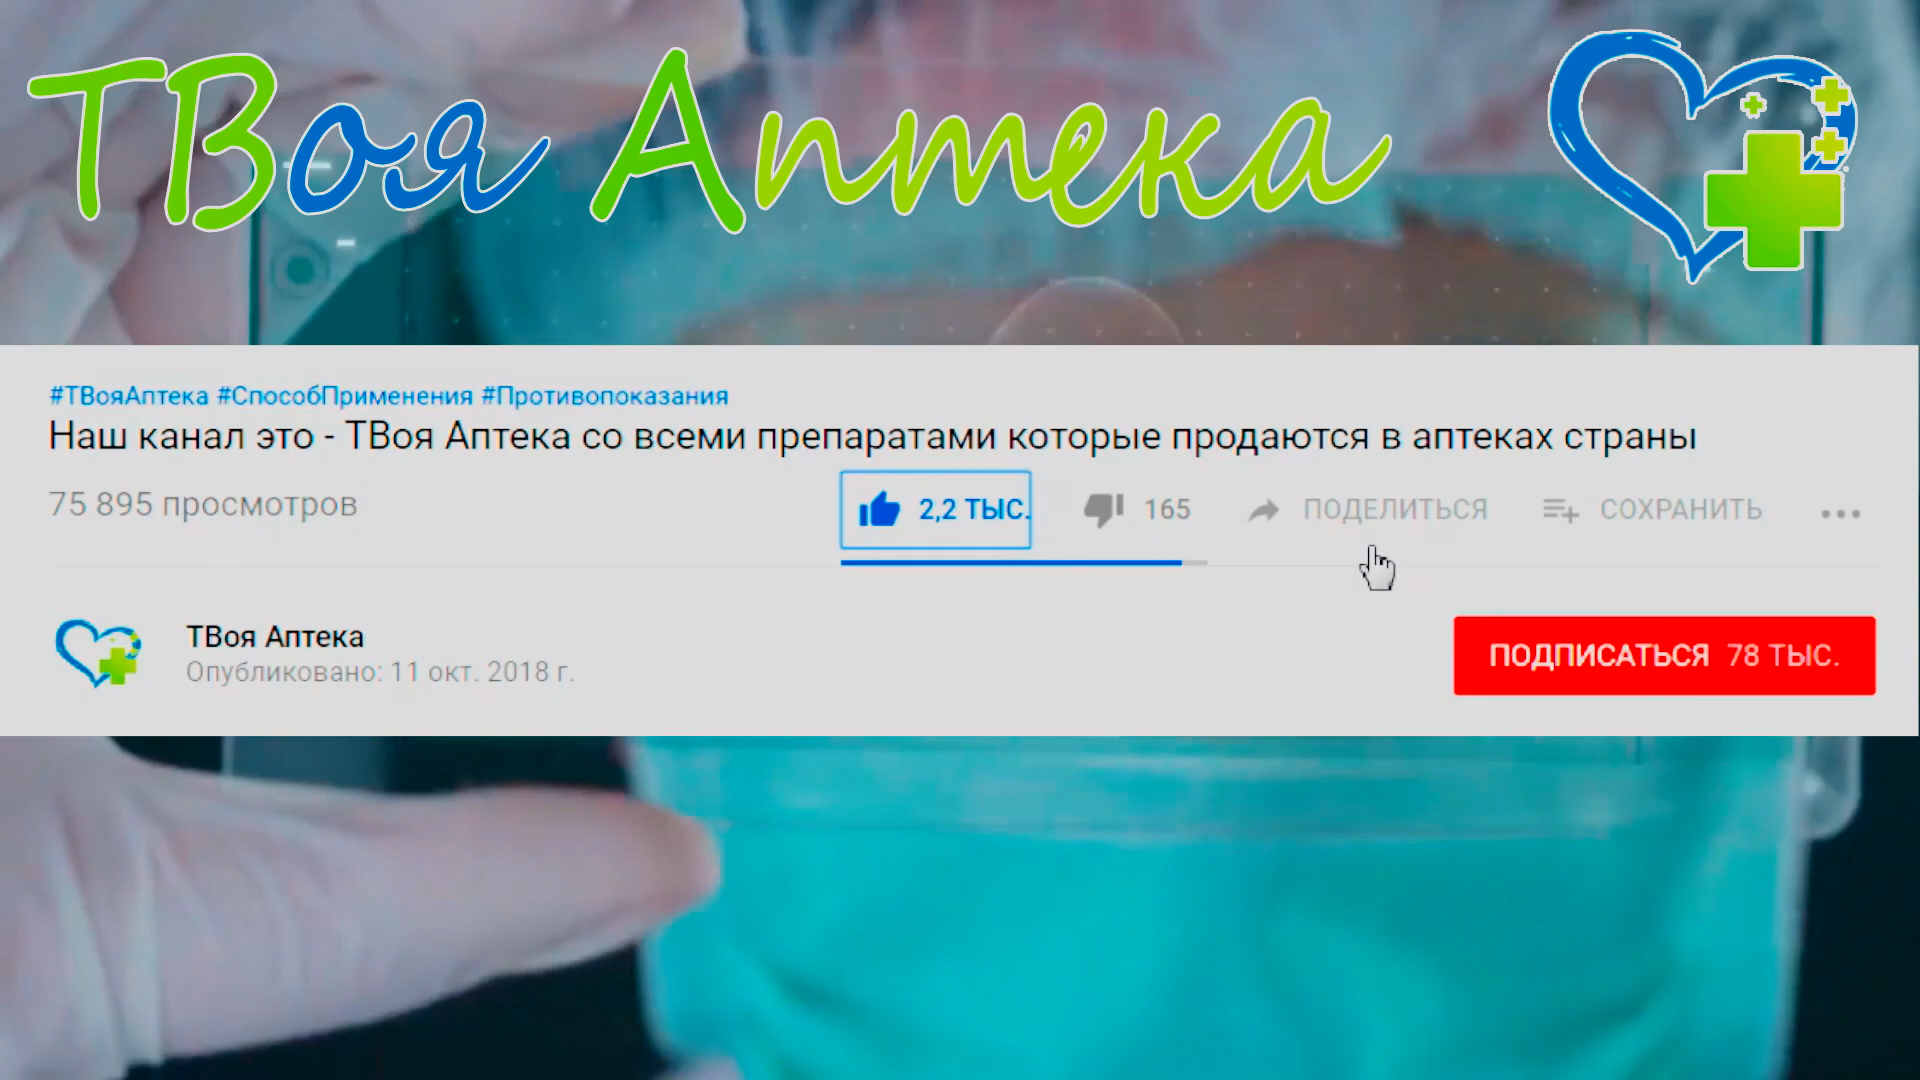 ТВоя Аптека
#ТВояАптека #СпособПрименения #Противопоказания
Наш канал это - ТВоя Аптека со всеми препаратами которые продаются в аптеках страны
75 895 просмотров
2,2 ТЫС.
165
ПОДЕЛИТЬСЯ
СОХРАНИТЬ
ТВоя Аптека
Опубликовано: 11 окт. 2018 г.
ПОДПИСАТЬСЯ 78 ТЫС.